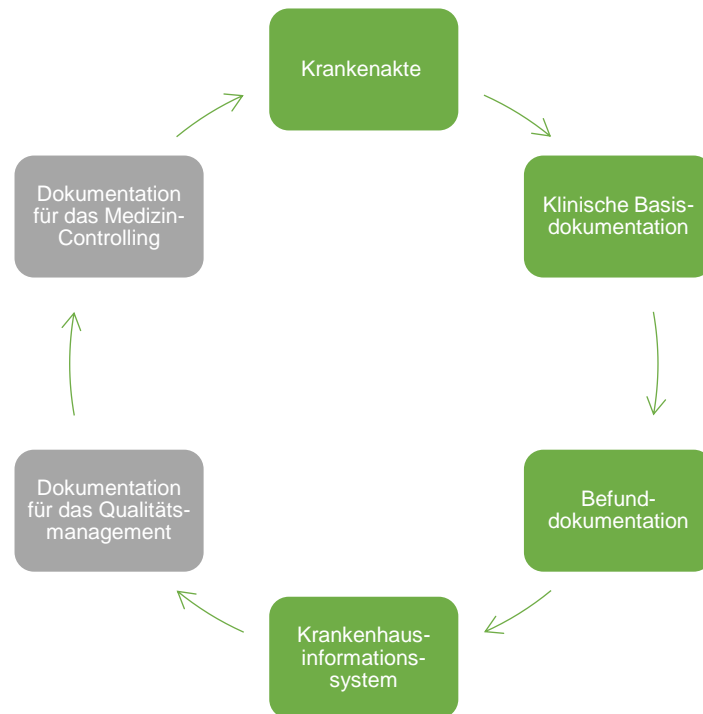 Krankenakte
Klinische Basis-
dokumentation
Befund-
dokumentation
Krankenhaus-
informations-
system
Dokumentation
für das Qualitäts-
management
Dokumentation
für das Medizin-
Controlling